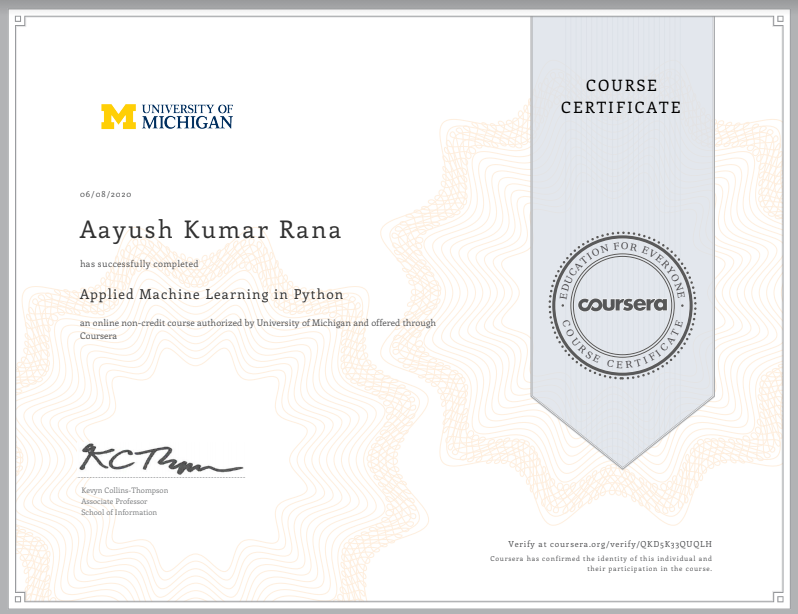 COURSE
CERTIFICATE
UNIVERSITY OF
MICHIGAN
06/08/2020
Aayush Kumar Rana
has successfully completed
Applied Machine Learning in Python
an online non-credit course authorized by University of Michigan and offered through
Coursera
EDUCATION FOR EVERYONE
coursera
COURSE CERTIFICATE
Kevyn Collins-Thompson
Associate Professor
School of Information
Verify at coursera.org/verify/QKD5K33QUQLH
Coursera has confirmed the identity of this individual and
their participation in the course.